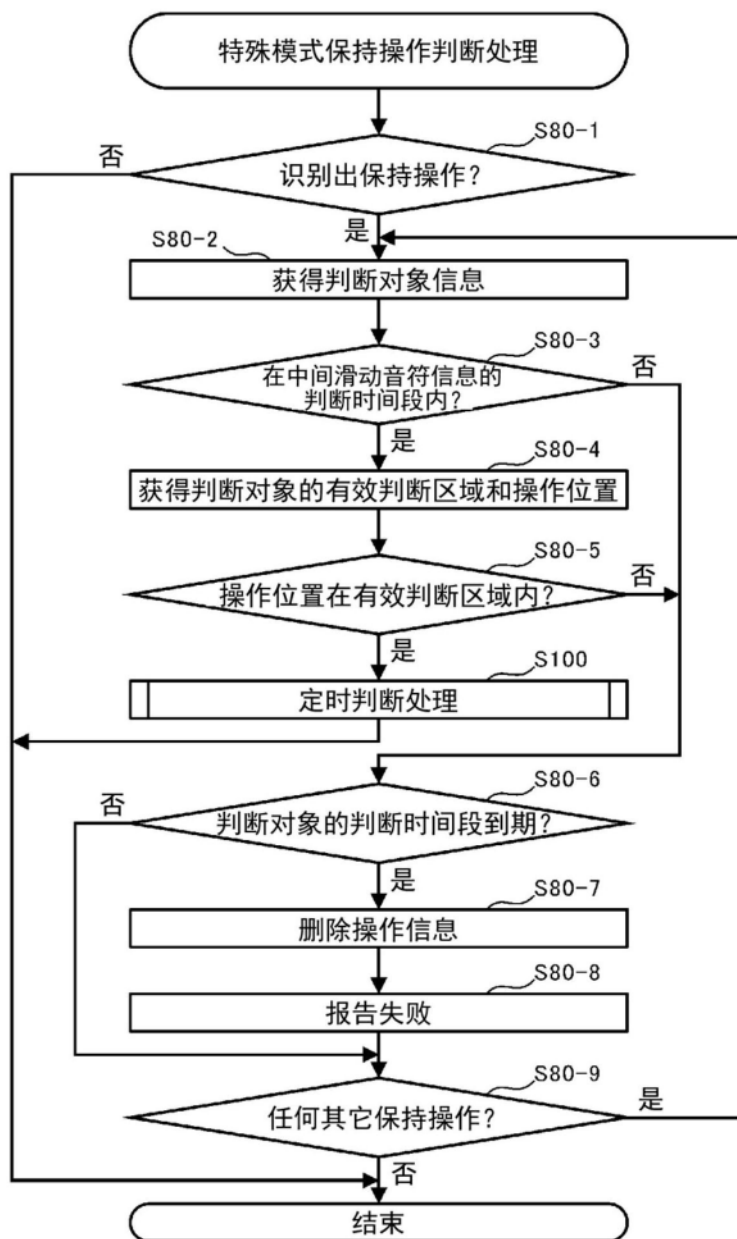 特殊模式保持操作判断处理
S80-1
否
识别出保持操作？
是
S80-2
获得判断对象信息
S80-3
否
在中间滑动音符信息的
判断时间段内？
是
S80-4
获得判断对象的有效判断区域和操作位置
S80-5
否
操作位置在有效判断区域内？
是
S100
定时判断处理
S80-6
否
判断对象的判断时间段到期？
是
S80-7
删除操作信息
S80-8
报告失败
S80-9
是
任何其它保持操作？
否
结束